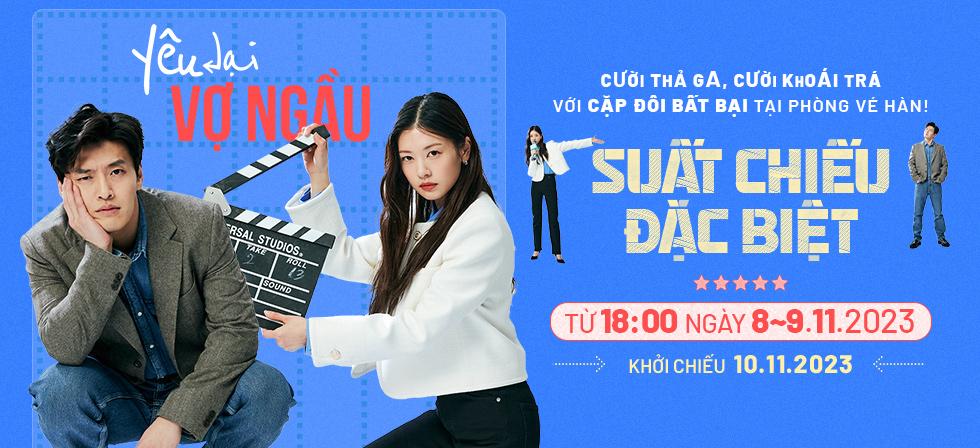 Yêu Lại
VỢ NGẦU
ERSAL STUDIOS®
TAKE ROLL
2 13
SOUND
CƯỜI THẢ GA, CƯỜI KHOÁI TRÁ
VỚI CẶP ĐÔI BẤT BẠI TẠI PHÒNG VÉ HÀN!
SUẤT CHIẾU
ĐẶC BIỆT
TỪ 18:00 NGÀY 8~9.11.2023
KHỞI CHIẾU 10.11.2023